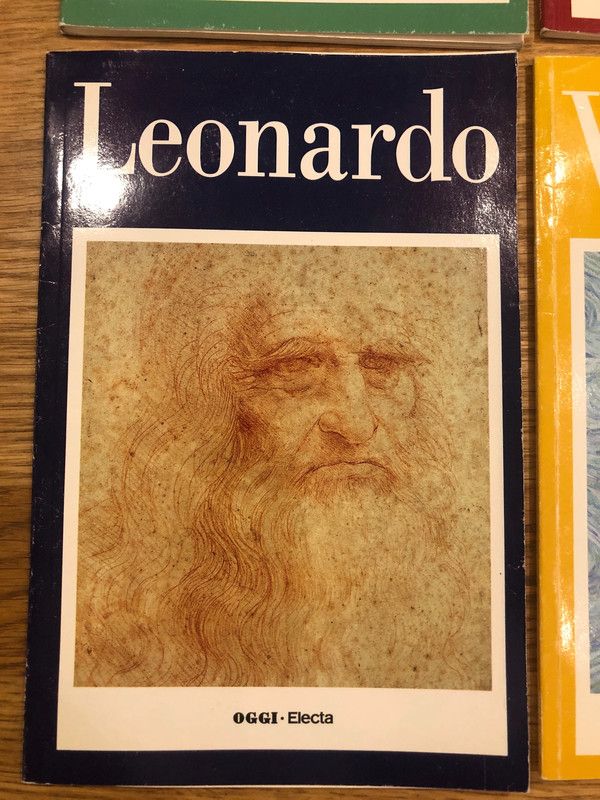 Leonardo
OGGI · Electa